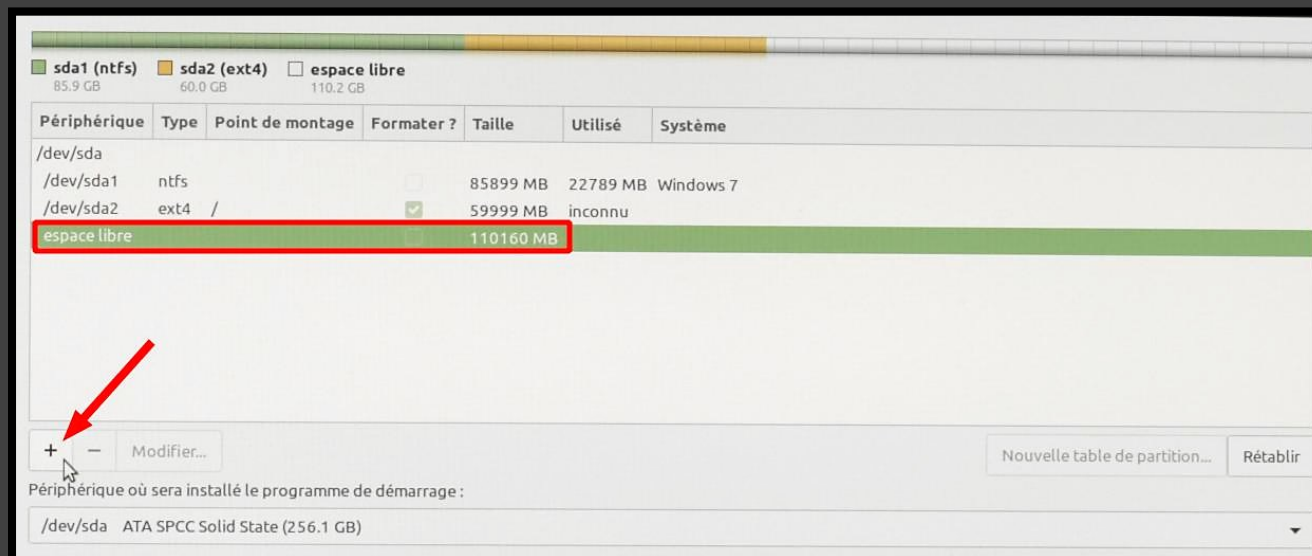 sda1 (ntfs) sda2 (ext4) espace libre
85.9 GB 60.0 GB 110.2 GB
Périphérique Type Point de montage Formater ? Taille Utilisé Système
/dev/sda
/dev/sda1 ntfs 85899 MB 22789 MB Windows 7
/dev/sda2 ext4 / 59999 MB inconnu
espace libre 110160 MB
+ − Modifier... Nouvelle table de partition... Rétablir
Périphérique où sera installé le programme de démarrage :
/dev/sda ATA SPCC Solid State (256.1 GB)